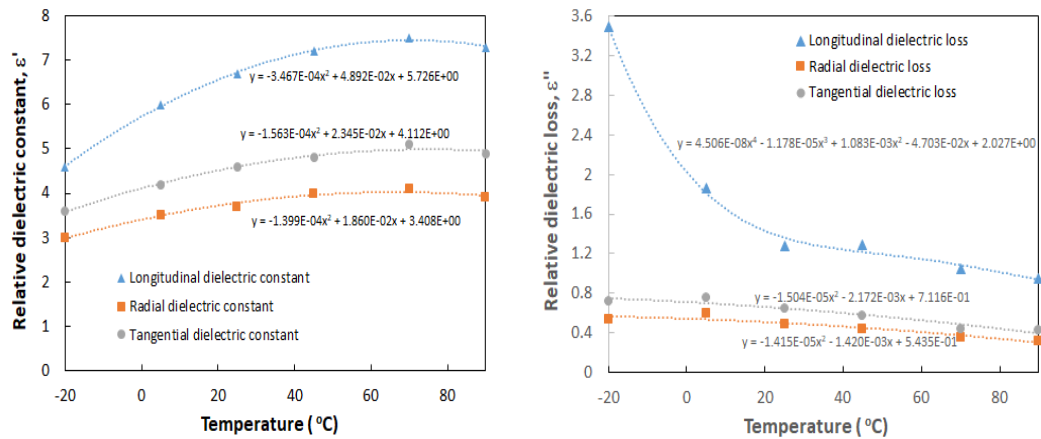 Relative dielectric constant, ε'
8
7
6
5
4
3
2
1
0
y = -3.467E-04x² + 4.892E-02x + 5.726E+00
y = -1.563E-04x² + 2.345E-02x + 4.112E+00
y = -1.399E-04x² + 1.860E-02x + 3.408E+00
Longitudinal dielectric constant
Radial dielectric constant
Tangential dielectric constant
-20 0 20 40 60 80
Temperature ( ⁰C)
Relative dielectric loss, ε"
3.6
3.2
2.8
2.4
2
1.6
1.2
0.8
0.4
0
Longitudinal dielectric loss
Radial dielectric loss
Tangential dielectric loss
y = 4.506E-08x⁴ - 1.178E-05x³ + 1.083E-03x² - 4.703E-02x + 2.027E+00
y = -1.504E-05x² - 2.172E-03x + 7.116E-01
y = -1.415E-05x² - 1.420E-03x + 5.435E-01
-20 0 20 40 60 80
Temperature ( ⁰C)